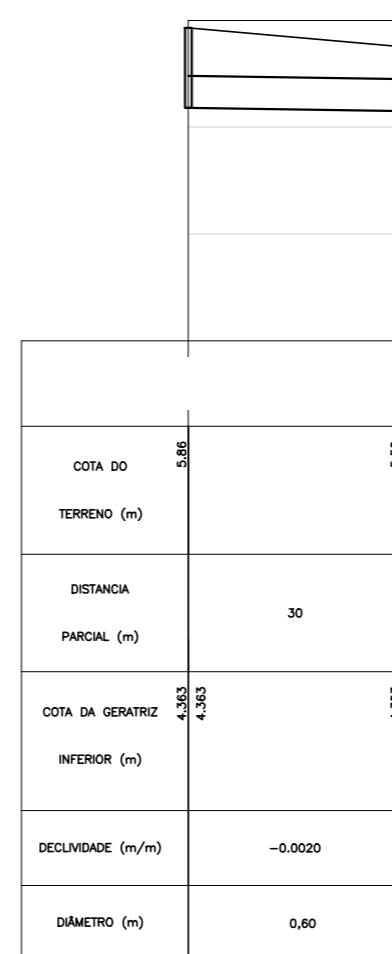 COTA DO
TERRENO (m)
5.86
DISTANCIA
PARCIAL (m)
30
COTA DA GERATRIZ
INFERIOR (m)
4.363
4.363
DECLIVIDADE (m/m)
-0.0020
DIÂMETRO (m)
0,60